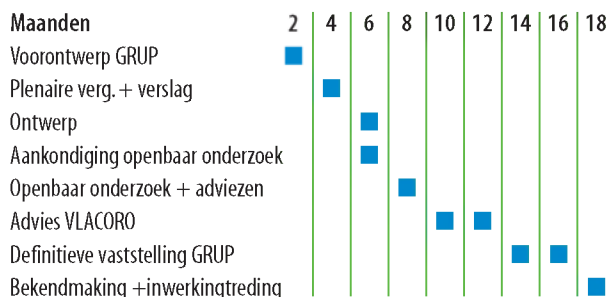 Maanden 2 4 6 8 10 12 14 16 18
Voorontwerp GRUP
Plenaire verg. + verslag
Ontwerp
Aankondiging openbaar onderzoek
Openbaar onderzoek + adviezen
Advies VLACORO
Definitieve vaststelling GRUP
Bekendmaking +inwerkingtreding